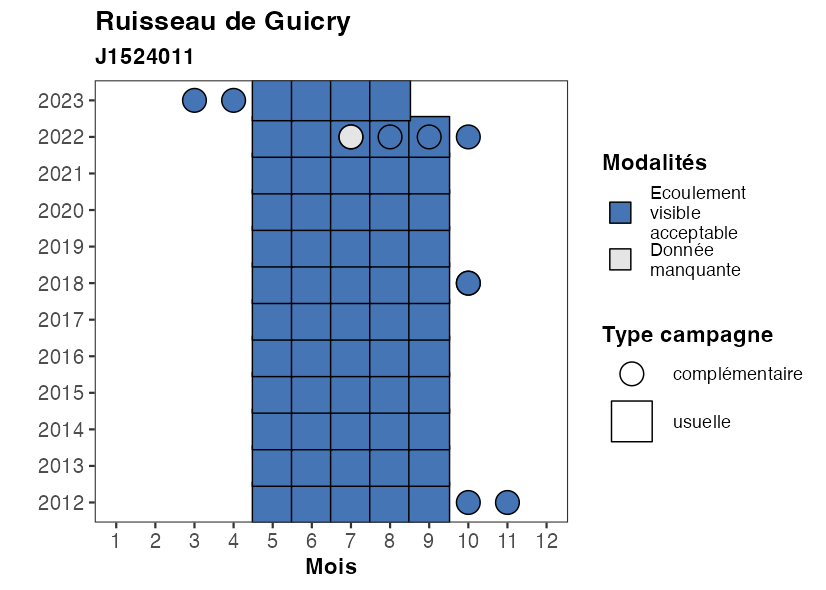 Ruisseau de Guicry
J1524011
2023
2022
2021
2020
2019
2018
2017
2016
2015
2014
2013
2012
1 2 3 4 5 6 7 8 9 10 11 12
Mois
Modalités
Ecoulement
visible
acceptable
Donnée
manquante
Type campagne
complémentaire
usuelle